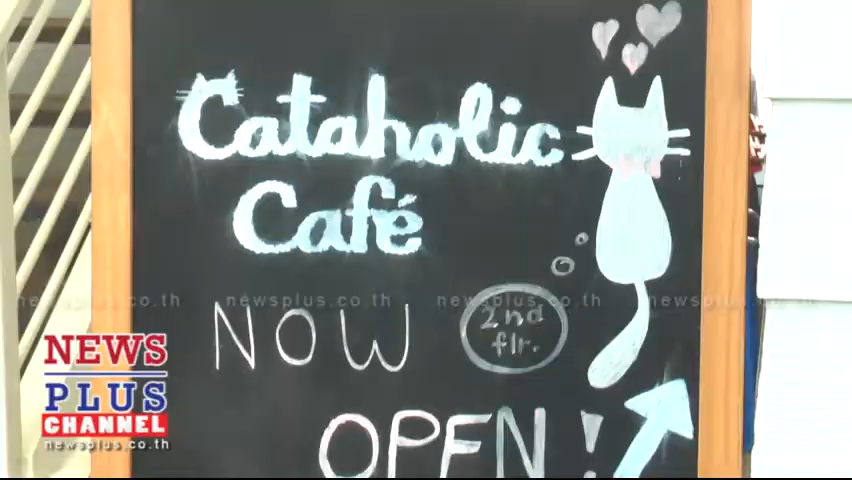 Cataholic
Café
newsplus.co.th newsplus.co.th newsplus.co.th newsplus.co.th
NOW
2nd
flr.
OPEN!
NEWS
PLUS
CHANNEL
newsplus.co.th